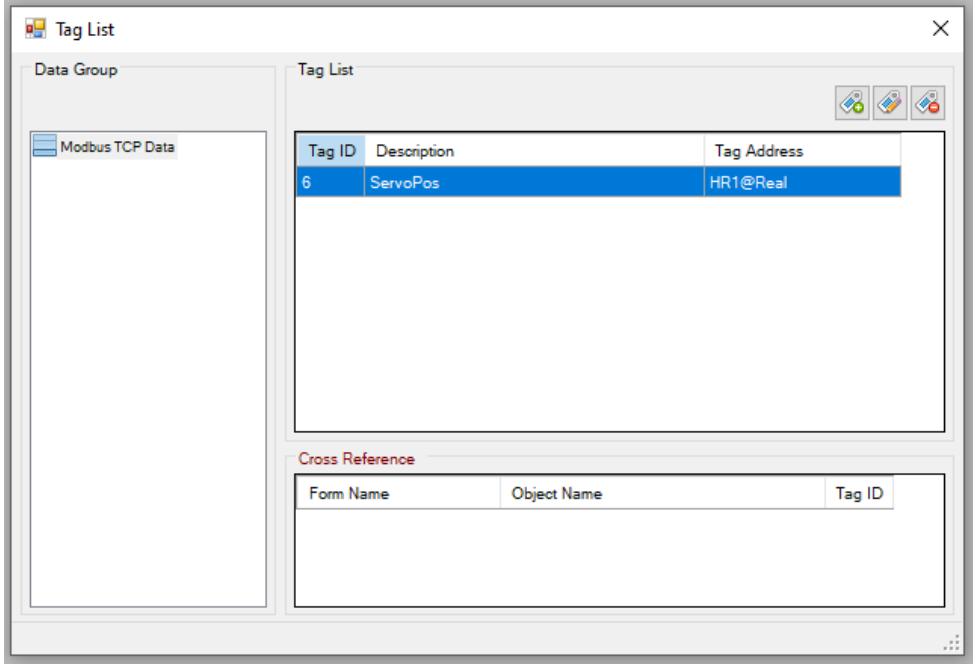 Tag List
Data Group
Modbus TCP Data
Tag List
Tag ID Description Tag Address
6 ServoPos HR1@Real
Cross Reference
Form Name Object Name Tag ID